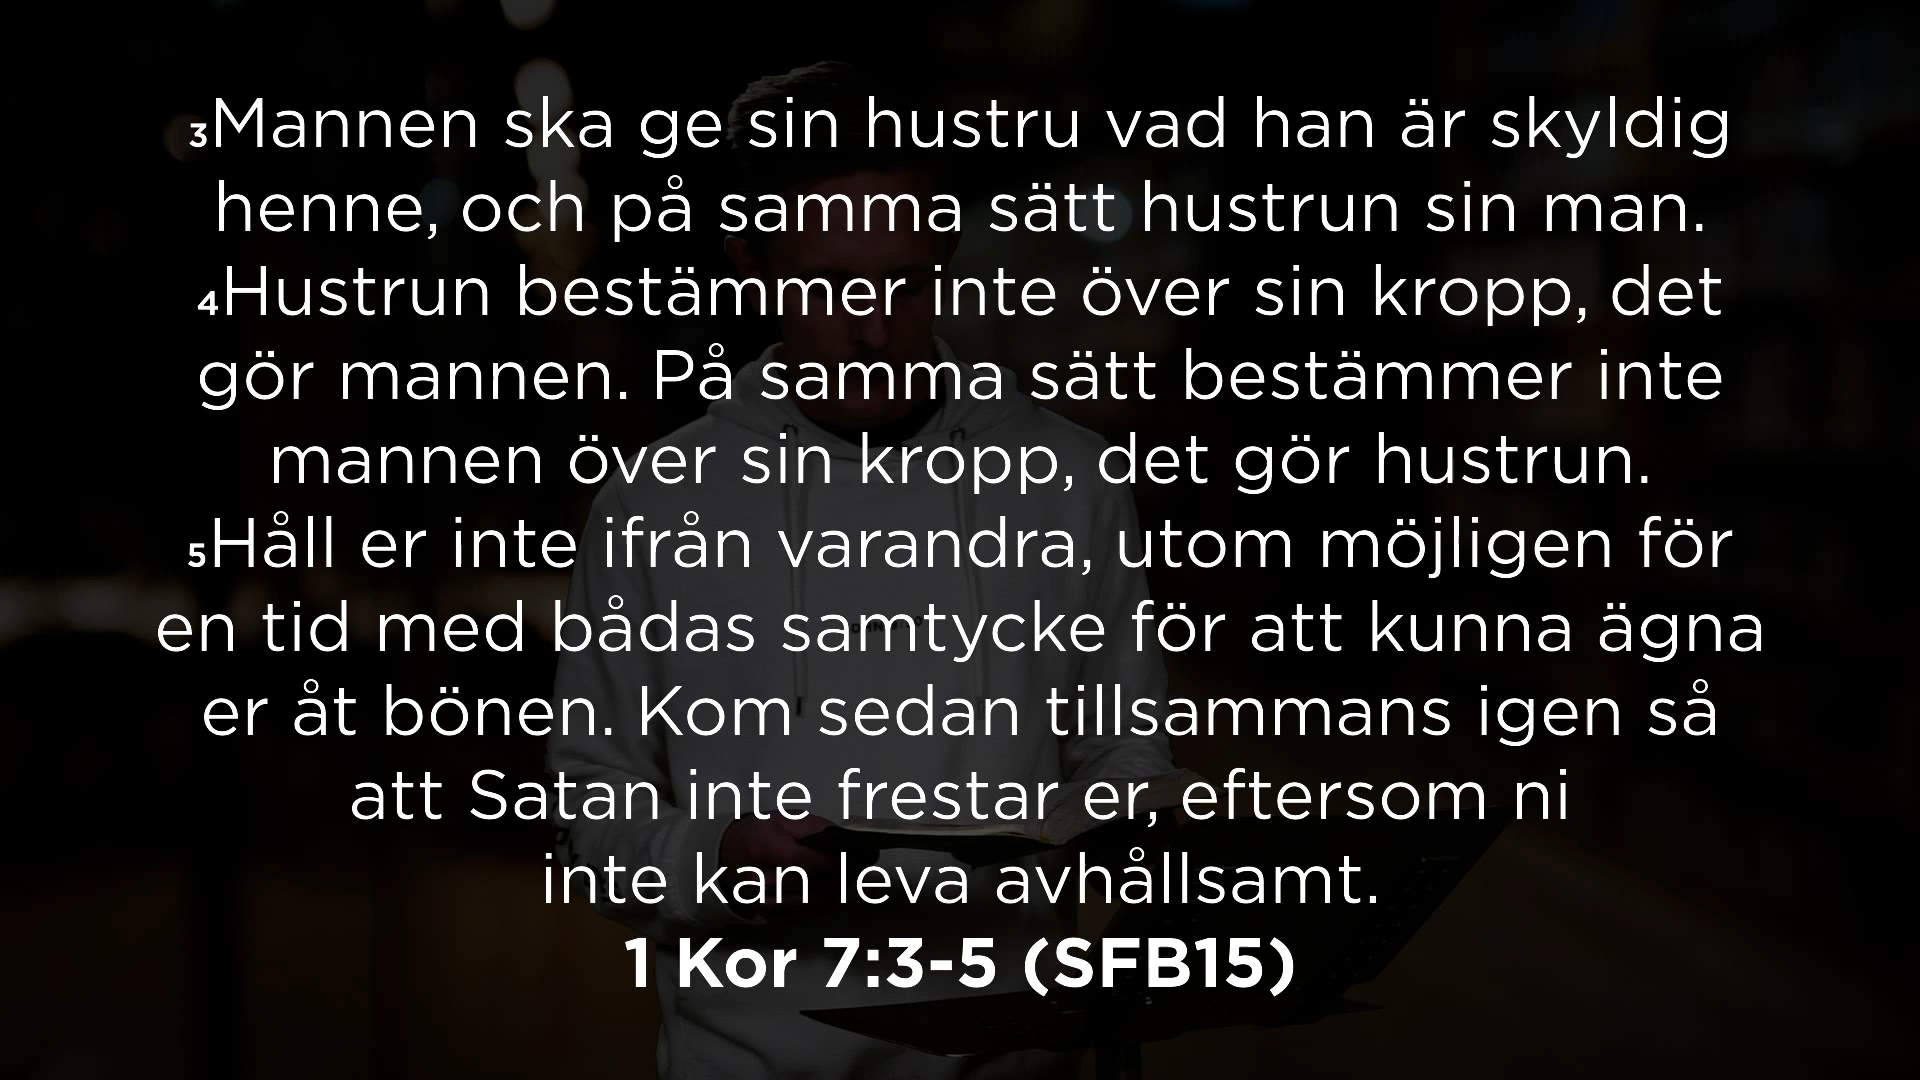 3Mannen ska ge sin hustru vad han är skyldig
henne, och på samma sätt hustrun sin man.
4Hustrun bestämmer inte över sin kropp, det
gör mannen. På samma sätt bestämmer inte
mannen över sin kropp, det gör hustrun.
5Håll er inte ifrån varandra, utom möjligen för
en tid med bådas samtycke för att kunna ägna
er åt bönen. Kom sedan tillsammans igen så
att Satan inte frestar er, eftersom ni
inte kan leva avhållsamt.
1 Kor 7:3-5 (SFB15)